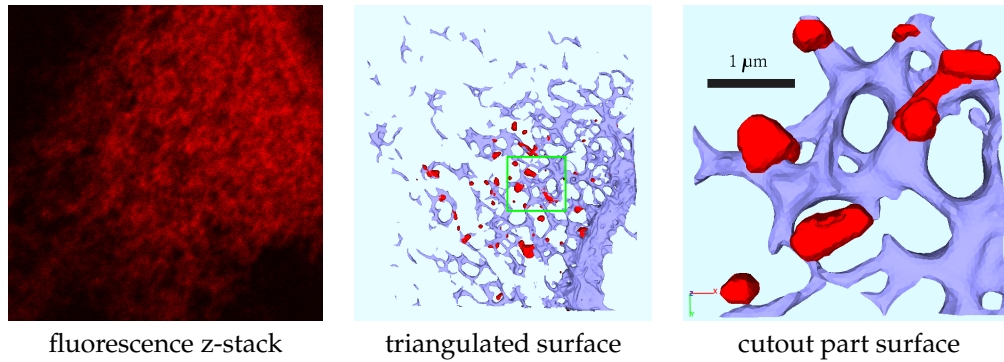 1 µm
z x
Y
fluorescence z-stack
triangulated surface
cutout part surface